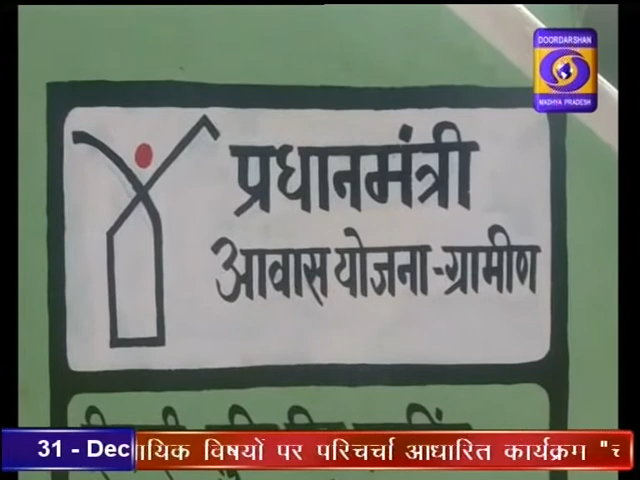 DOORDARSHAN
MADHYA PRADESH
प्रधानमंत्री
आवास योजना-ग्रामीण
31 - Dec
ायिक विषयों पर परिचर्चा आधारित कार्यक्रम "च